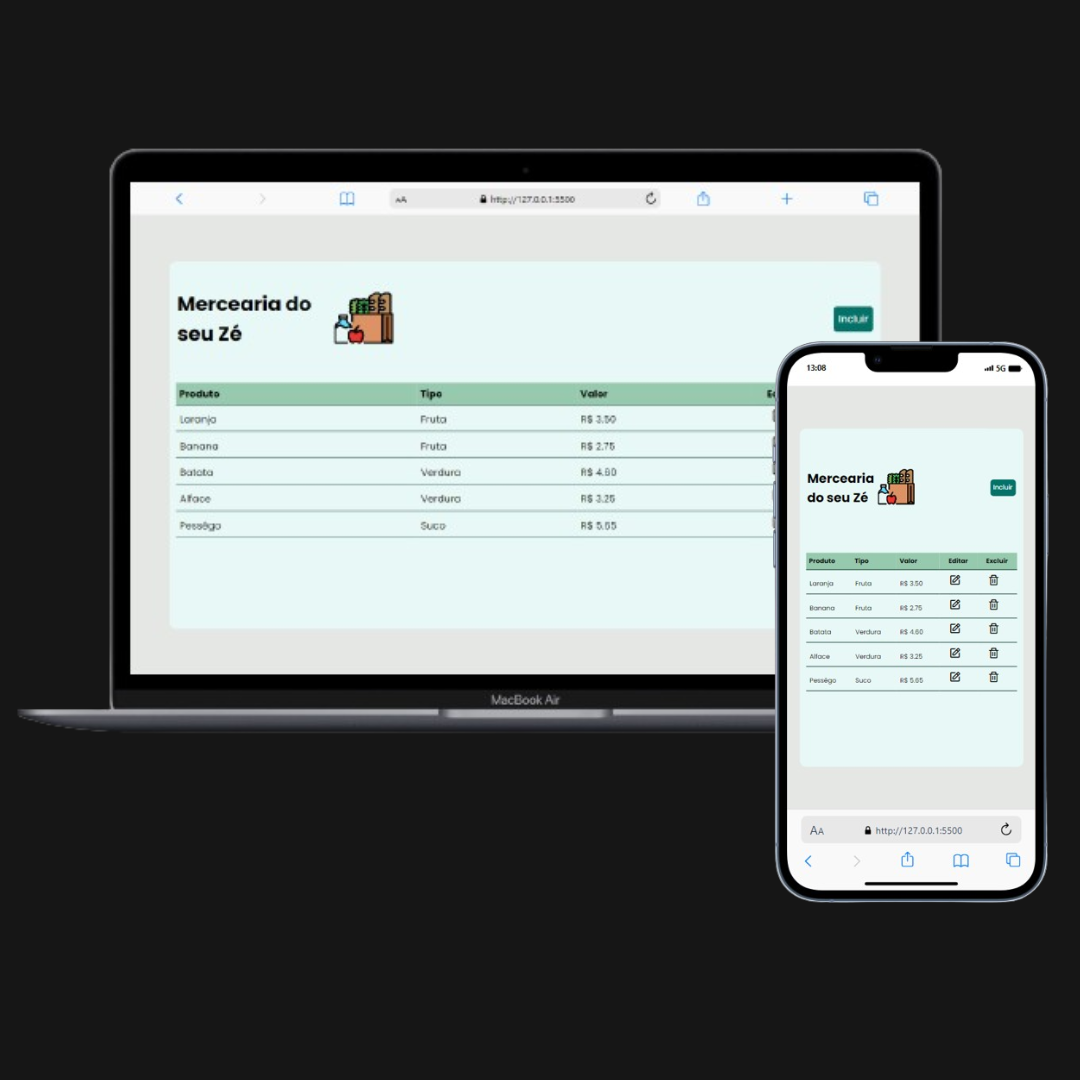 AA http://127.0.0.1:5500
Mercearia do
seu Zé
Incluir
Produto Tipo Valor
Laranja Fruta R$ 3.50
Banana Fruta R$ 2.75
Batata Verdura R$ 4.60
Alface Verdura R$ 3.25
Pessêgo Suco R$ 5.65
MacBook Air
13:08 5G
Mercearia
do seu Zé
Incluir
Produto Tipo Valor Editar Excluir
Laranja Fruta R$ 3.50
Banana Fruta R$ 2.75
Batata Verdura R$ 4.60
Alface Verdura R$ 3.25
Pessêgo Suco R$ 5.65
AA http://127.0.0.1:5500